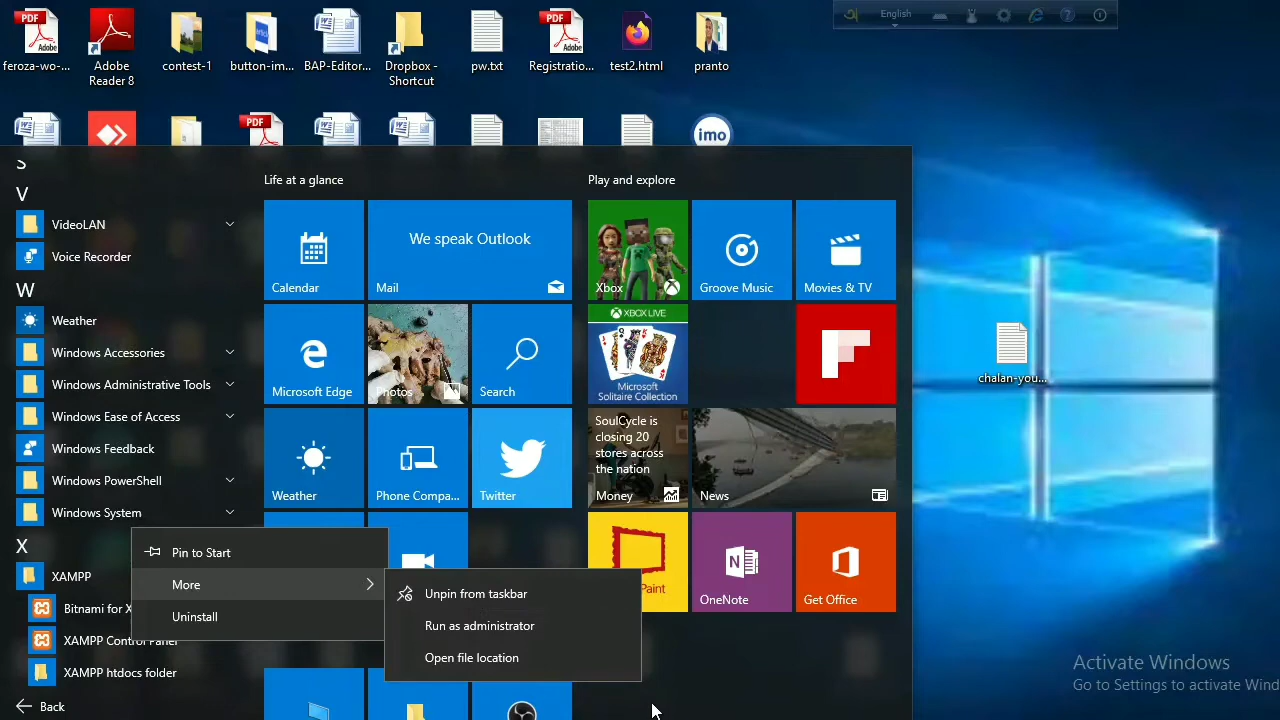 English
feroza-wo-...
Adobe
Reader 8
contest-1
button-im...
BAP-Editor...
Dropbox -
Shortcut
pw.txt
Registratio...
test2.html
pranto
PDF
Adobe
PDF
Adobe
PDF
imo
S
V
VideoLAN
Voice Recorder
W
Weather
Windows Accessories
Windows Administrative Tools
Windows Ease of Access
Windows Feedback
Windows PowerShell
Windows System
X
XAMPP
Bitnami for X
XAMPP Control Panel
XAMPP htdocs folder
Back
Life at a glance
Calendar
We speak Outlook
Mail
Microsoft Edge
Photos
Search
Weather
Phone Compa...
Twitter
Play and explore
Xbox
Groove Music
Movies & TV
XBOX LIVE
Microsoft
Solitaire Collection
SoulCycle is
closing 20
stores across
the nation
Money
News
Paint
OneNote
Get Office
Pin to Start
More
Uninstall
Unpin from taskbar
Run as administrator
Open file location
chalan-you...
Activate Windows
Go to Settings to activate Wind